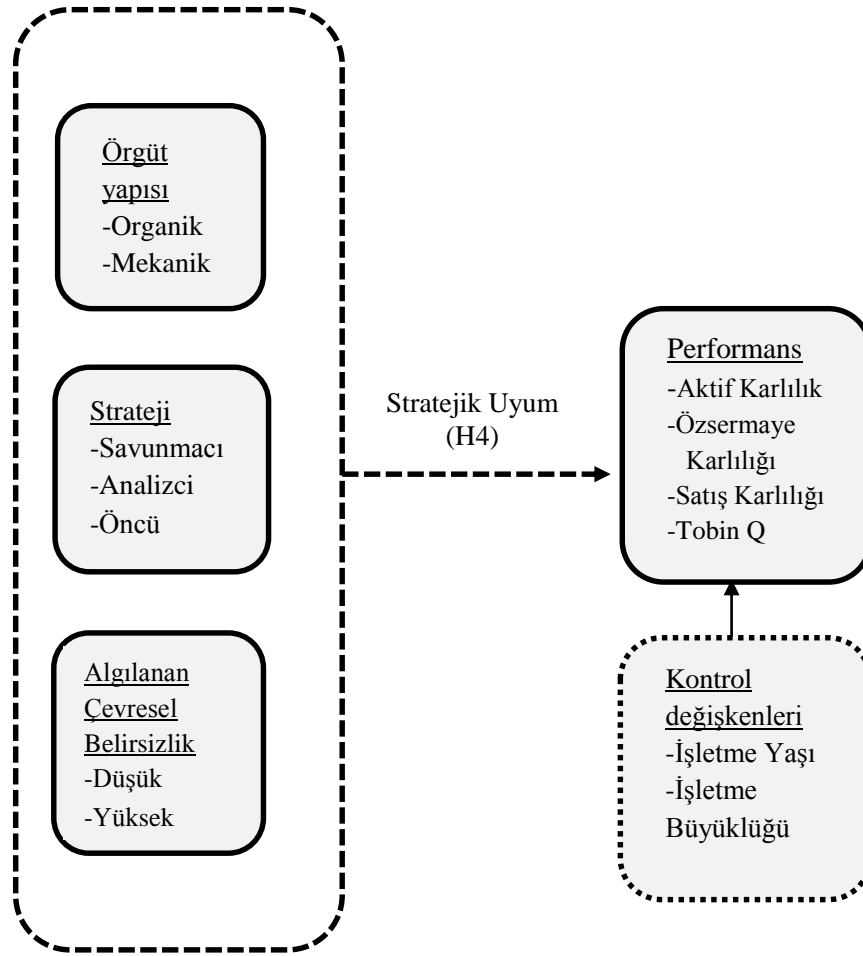 Örgüt
yapısı
-Organik
-Mekanik
Strateji
-Savunmacı
-Analizci
-Öncü
Algılanan
Çevresel
Belirsizlik
-Düşük
-Yüksek
Stratejik Uyum
(H4)
Performans
-Aktif Karlılık
-Özsermaye
Karlılığı
-Satış Karlılığı
-Tobin Q
Kontrol
değişkenleri
-İşletme Yaşı
-İşletme
Büyüklüğü